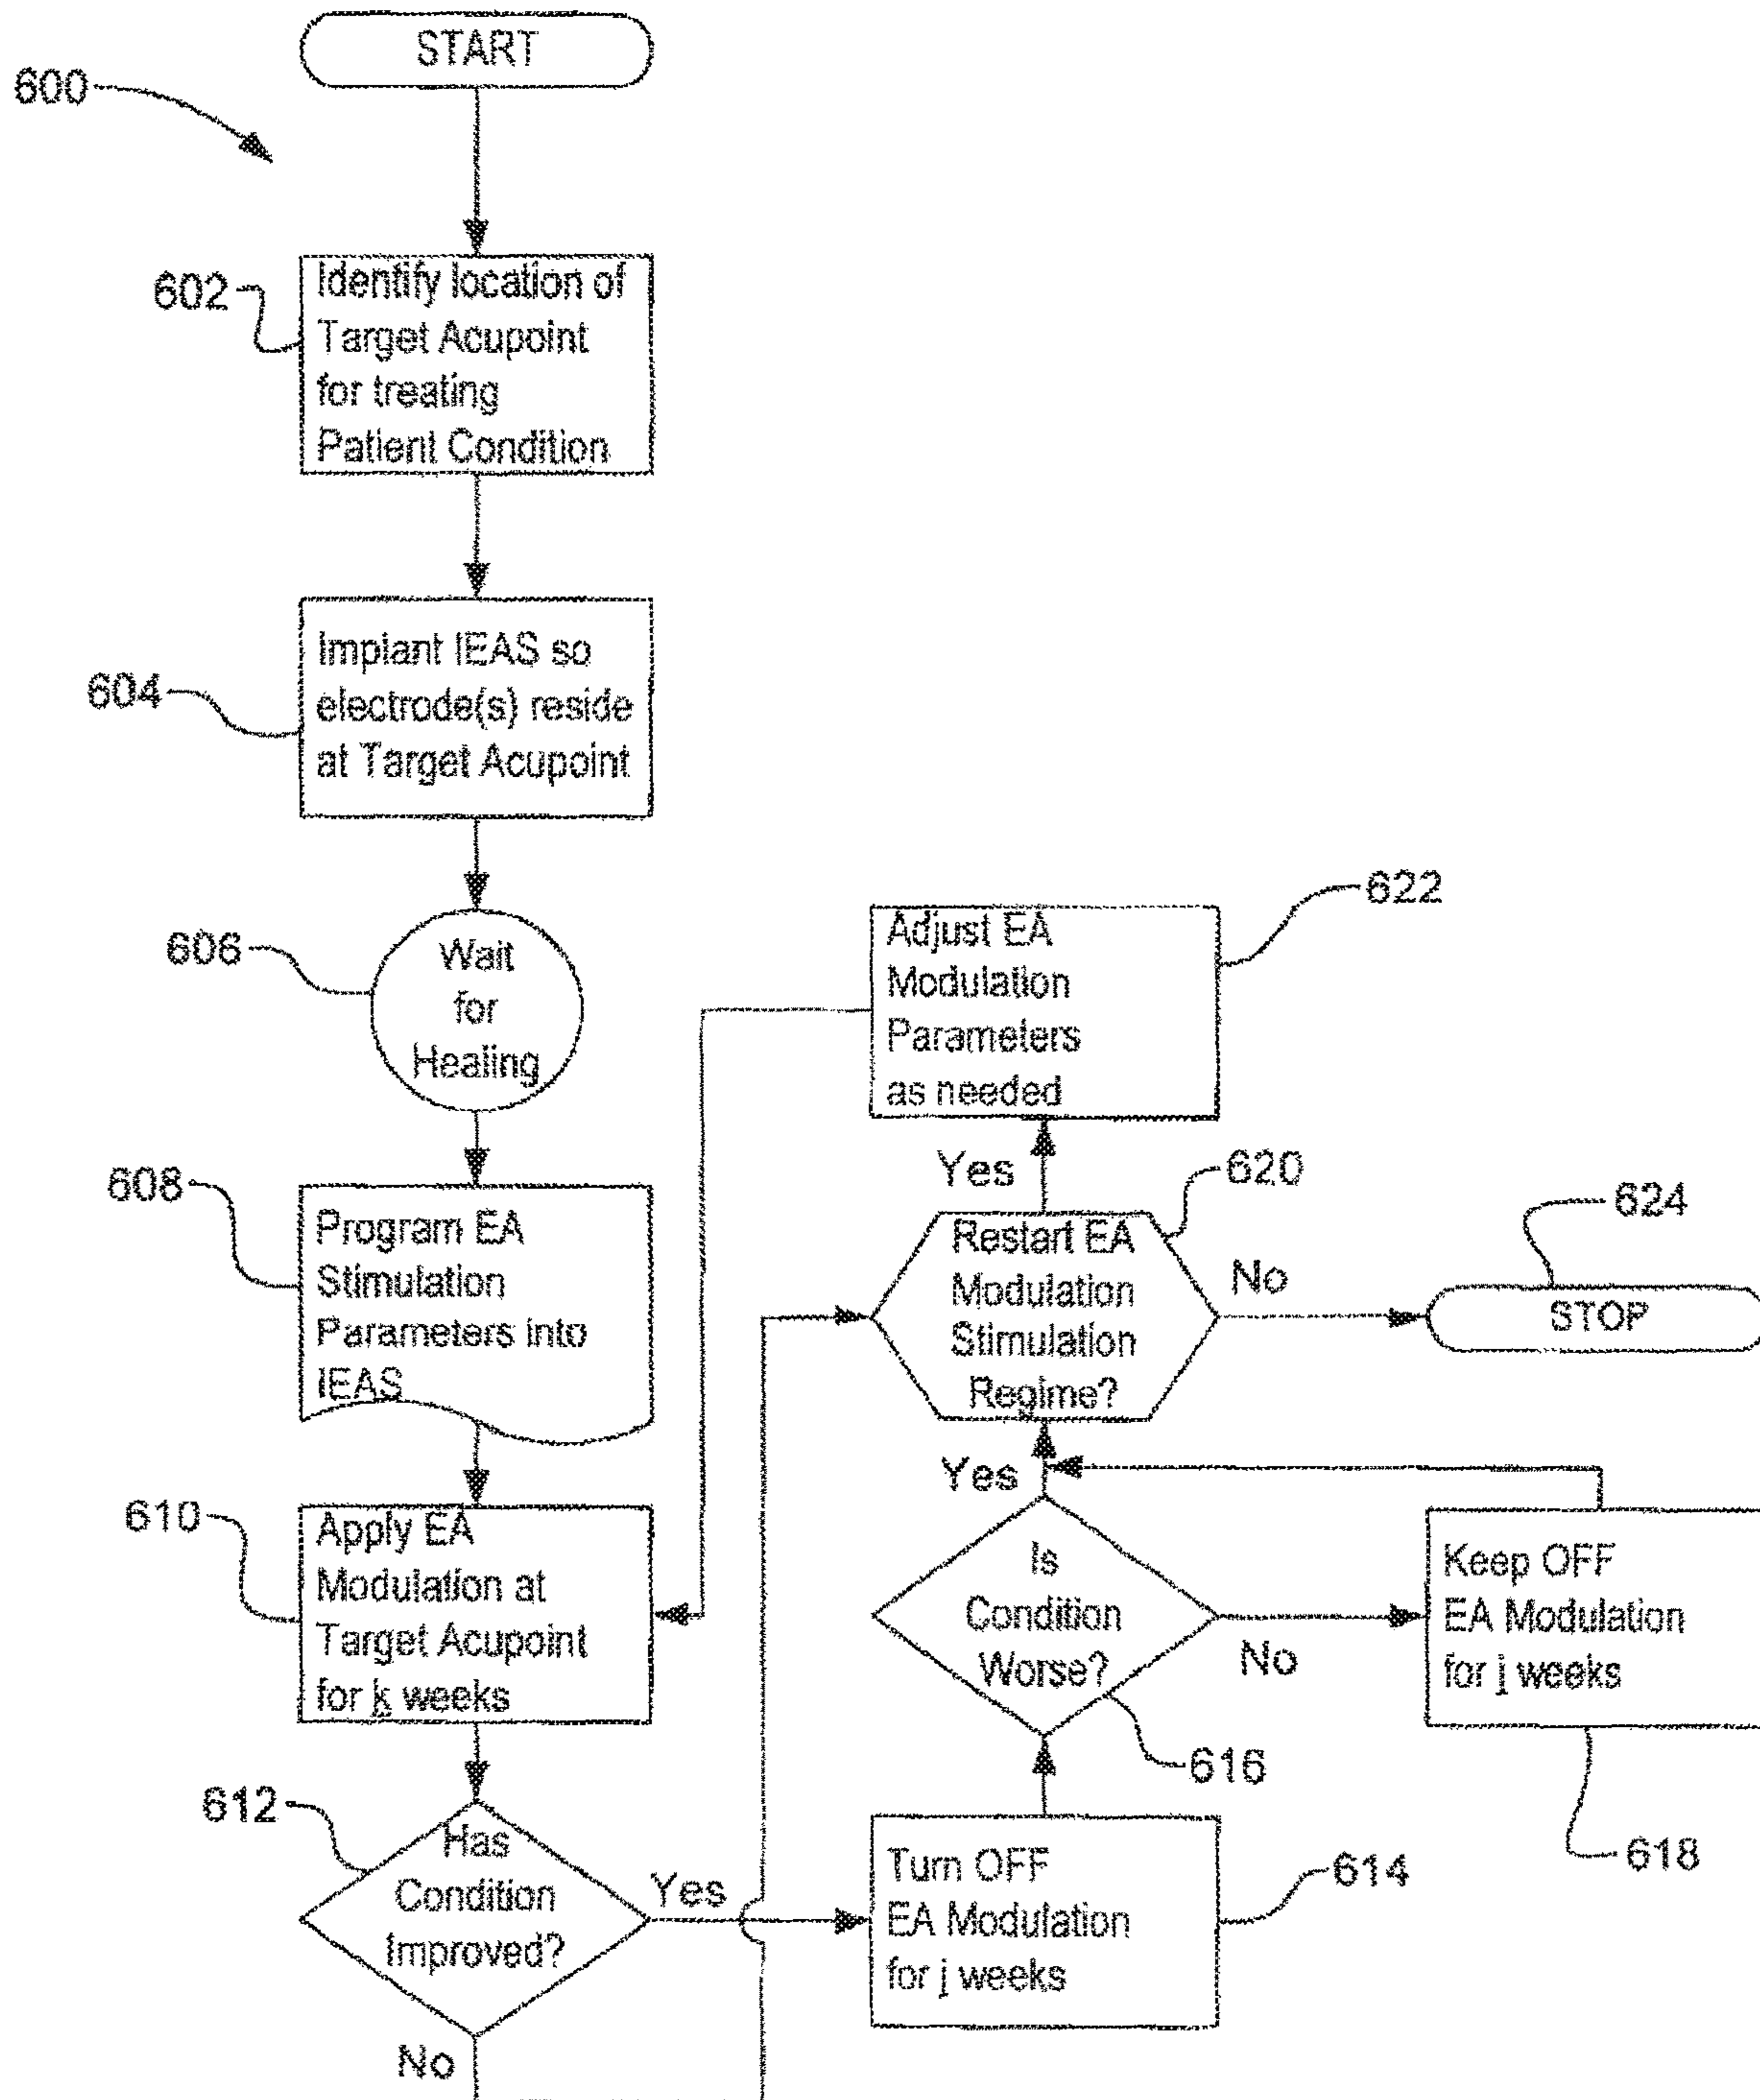 START
600
602
Identify location of
Target Acupoint
for treating
Patient Condition
604
Implant IEAS so
electrode(s) reside
at Target Acupoint
606
Wait
for
Healing
608
Program EA
Stimulation
Parameters into
IEAS
610
Apply EA
Modulation at
Target Acupoint
for k weeks
612
Has
Condition
Improved?
Yes
No
622
Adjust EA
Modulation
Parameters
as needed
Yes
620
Restart EA
Modulation
Stimulation
Regime?
No
624
STOP
Yes
Is
Condition
Worse?
No
616
Keep OFF
EA Modulation
for j weeks
618
Turn OFF
EA Modulation
for j weeks
614